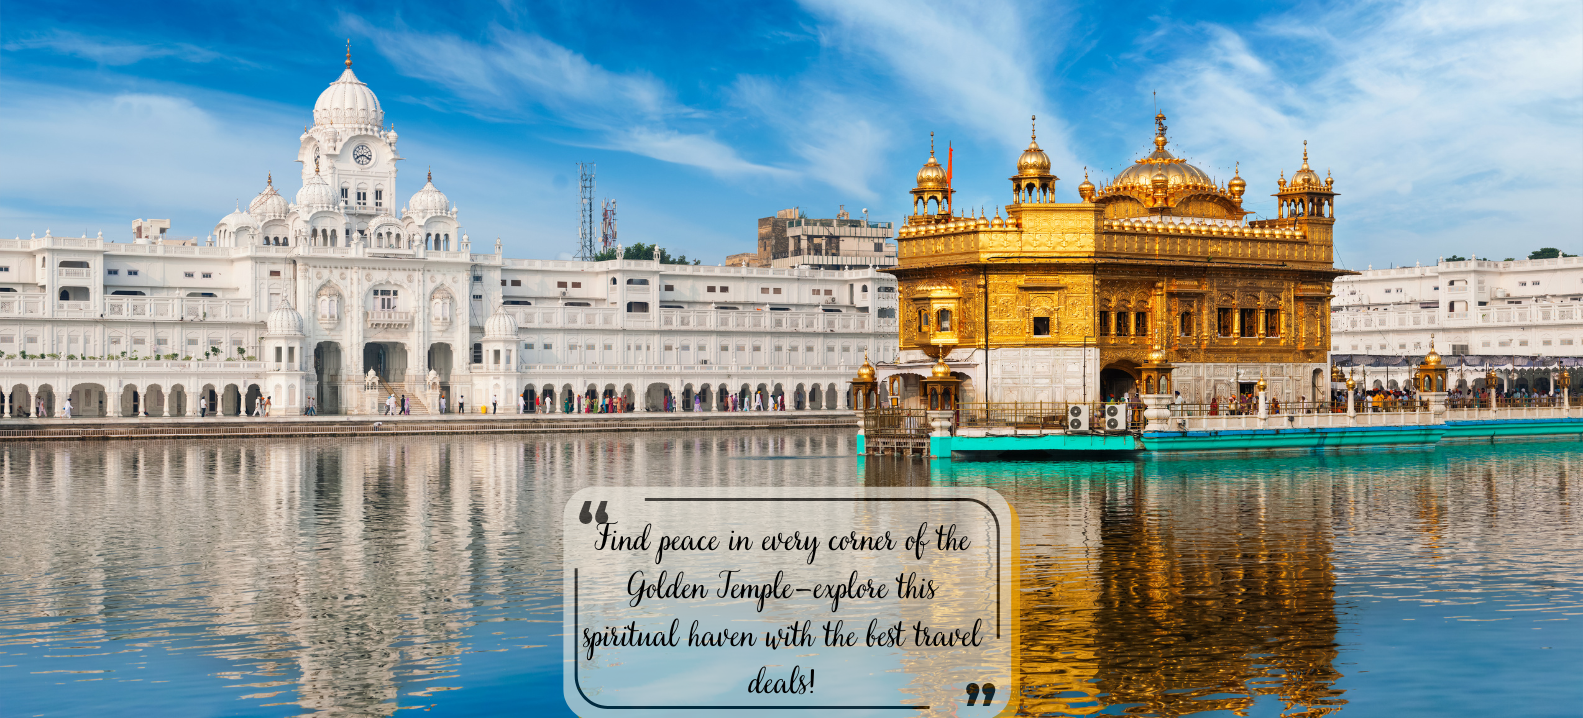 “
Find peace in every corner of the
Golden Temple–explore this
spiritual haven with the best travel
deals!
”